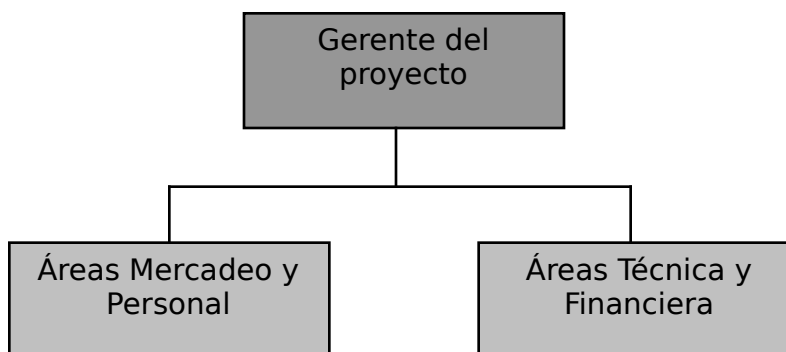 Gerente del
proyecto
Áreas Mercadeo y
Personal
Áreas Técnica y
Financiera